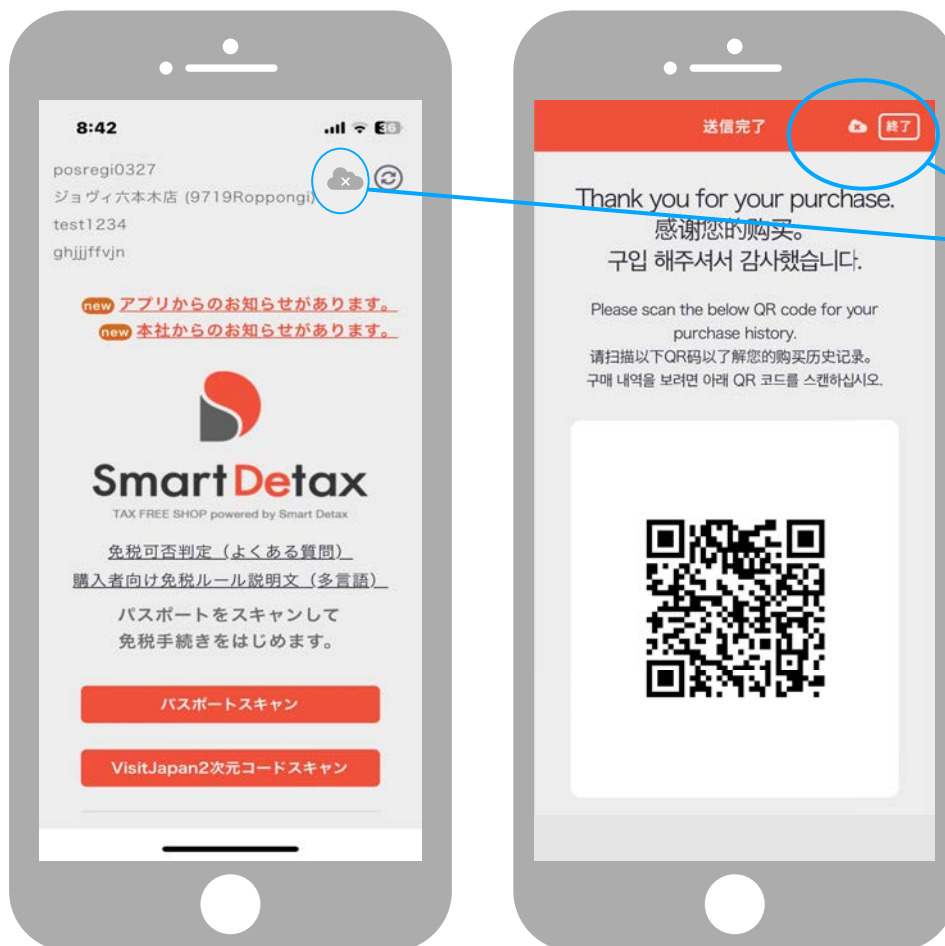 8:42
36
posregi0327
ジョヴィ六本木店 (9719Roppongi)
test1234
ghjjjffvjn
new アプリからのお知らせがあります。
new 本社からのお知らせがあります。
Smart Detax
TAX FREE SHOP powered by Smart Detax
免税可否判定（よくある質問）
購入者向け免税ルール説明文（多言語）
パスポートをスキャンして
免税手続きをはじめます。
パスポートスキャン
VisitJapan2次元コードスキャン
送信完了
終了
Thank you for your purchase.
感谢您的购买。
구입 해주셔서 감사했습니다.
Please scan the below QR code for your
purchase history.
请扫描以下QR码以了解您的购买历史记录。
구매 내역을 보려면 아래 QR 코드를 스캔하십시오.